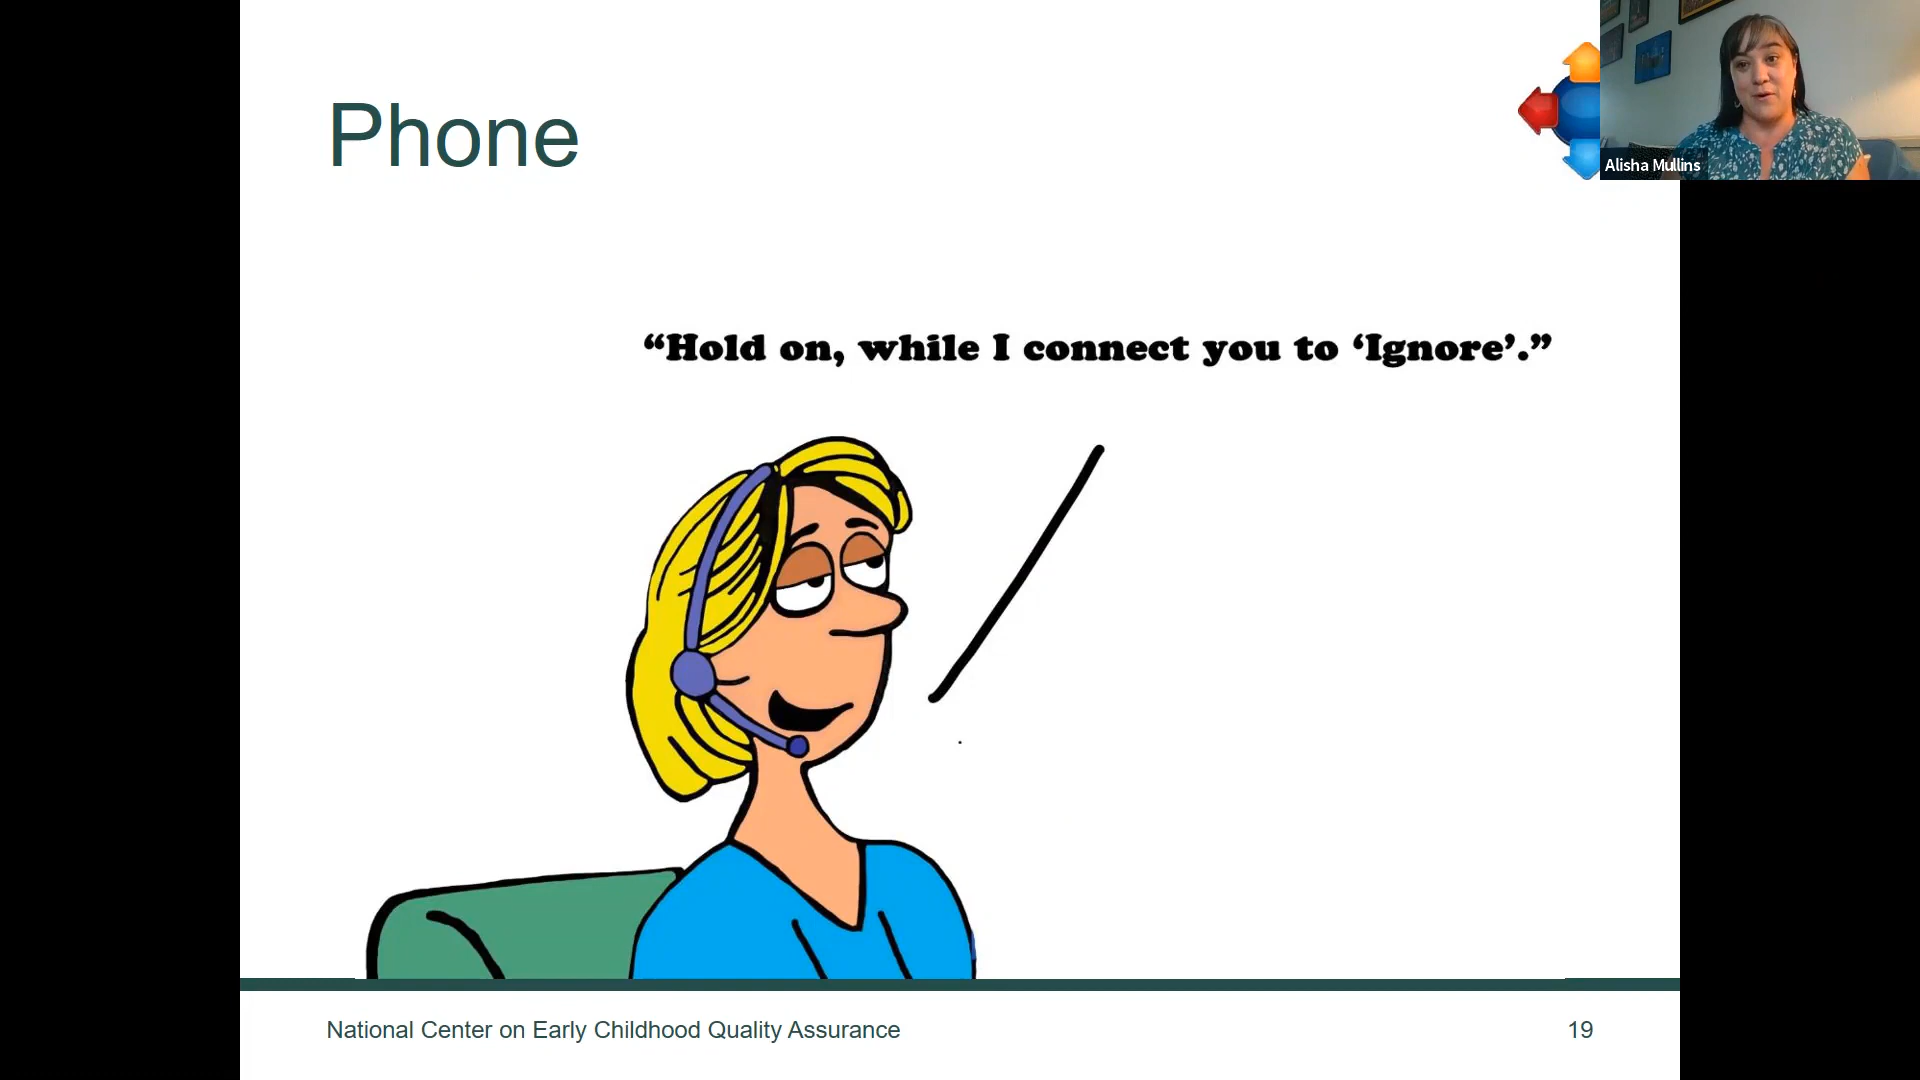 Phone
Alisha Mullins
“Hold on, while I connect you to ‘Ignore’.”
National Center on Early Childhood Quality Assurance
19